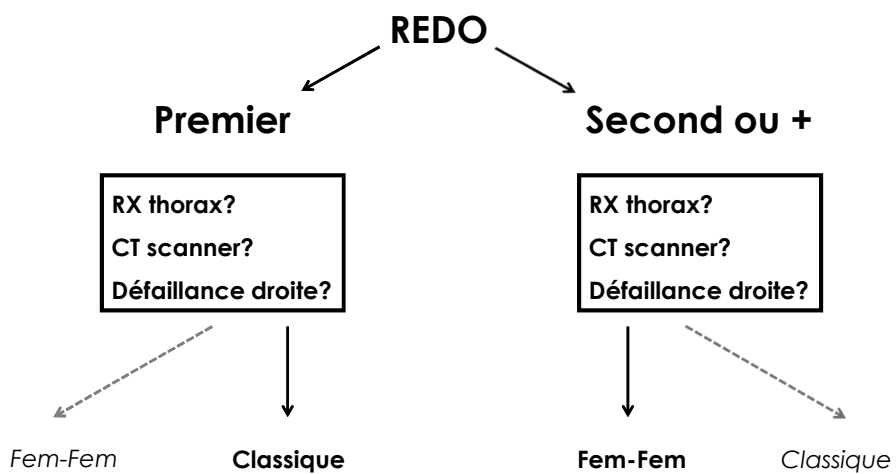 REDO
Premier
Second ou +
RX thorax?
CT scanner?
Défaillance droite?
RX thorax?
CT scanner?
Défaillance droite?
Fem-Fem
Classique
Fem-Fem
Classique